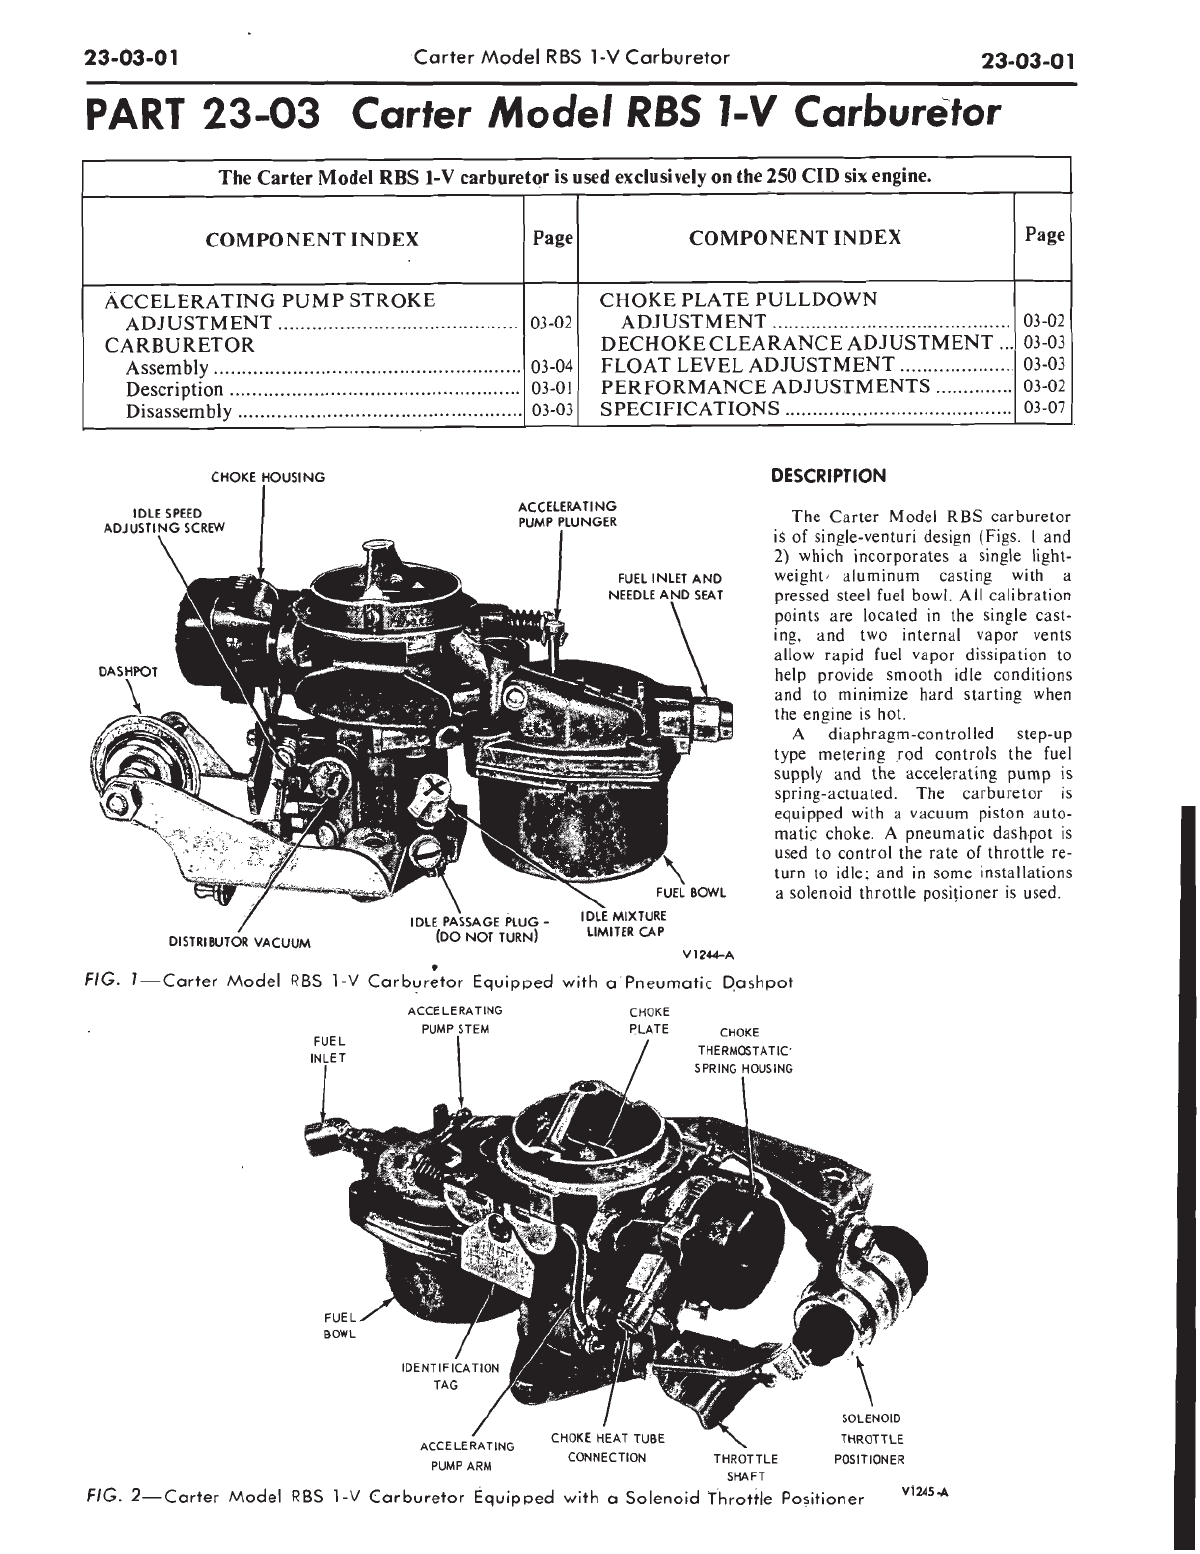 23-03-01 Carter Model RBS 1-V Carburetor 23-03-01
PART 23-03 Carter Model RBS 1-V Carburetor
The Carter Model RBS 1-V carburetor is used exclusively on the 250 CID six engine.
COMPONENT INDEX Page
ACCELERATING PUMP STROKE
ADJUSTMENT ........................................ 03-02
CARBURETOR
Assembly .................................................... 03-04
Description .................................................. 03-01
Disassembly ................................................. 03-03
COMPONENT INDEX Page
CHOKE PLATE PULLDOWN
ADJUSTMENT ........................................ 03-02
DECHOKE CLEARANCE ADJUSTMENT ... 03-03
FLOAT LEVEL ADJUSTMENT .................... 03-03
PERFORMANCE ADJUSTMENTS .............. 03-02
SPECIFICATIONS ........................................ 03-07
CHOKE HOUSING
IDLE SPEED
ADJUSTING SCREW
ACCELERATING
PUMP PLUNGER
FUEL INLET AND
NEEDLE AND SEAT
DASHPOT
FUEL BOWL
IDLE PASSAGE PLUG -
(DO NOT TURN)
IDLE MIXTURE
LIMITER CAP
DISTRIBUTOR VACUUM
V1244-A
FIG. 1—Carter Model RBS 1-V Carburetor Equipped with a Pneumatic Dashpot
DESCRIPTION
The Carter Model RBS carburetor
is of single-venturi design (Figs. 1 and
2) which incorporates a single light-
weight, aluminum casting with a
pressed steel fuel bowl. All calibration
points are located in the single cast-
ing, and two internal vapor vents
allow rapid fuel vapor dissipation to
help provide smooth idle conditions
and to minimize hard starting when
the engine is hot.
A diaphragm-controlled step-up
type metering rod controls the fuel
supply and the accelerating pump is
spring-actuated. The carburetor is
equipped with a vacuum piston auto-
matic choke. A pneumatic dashpot is
used to control the rate of throttle re-
turn to idle; and in some installations
a solenoid throttle positioner is used.
ACCELERATING
PUMP STEM
CHOKE
PLATE
CHOKE
THERMOSTATIC
SPRING HOUSING
FUEL
INLET
FUEL
BOWL
IDENTIFICATION
TAG
ACCELERATING
PUMP ARM
CHOKE HEAT TUBE
CONNECTION
THROTTLE
SHAFT
SOLENOID
THROTTLE
POSITIONER
FIG. 2—Carter Model RBS 1-V Carburetor Equipped with a Solenoid Throttle Positioner V1245-A